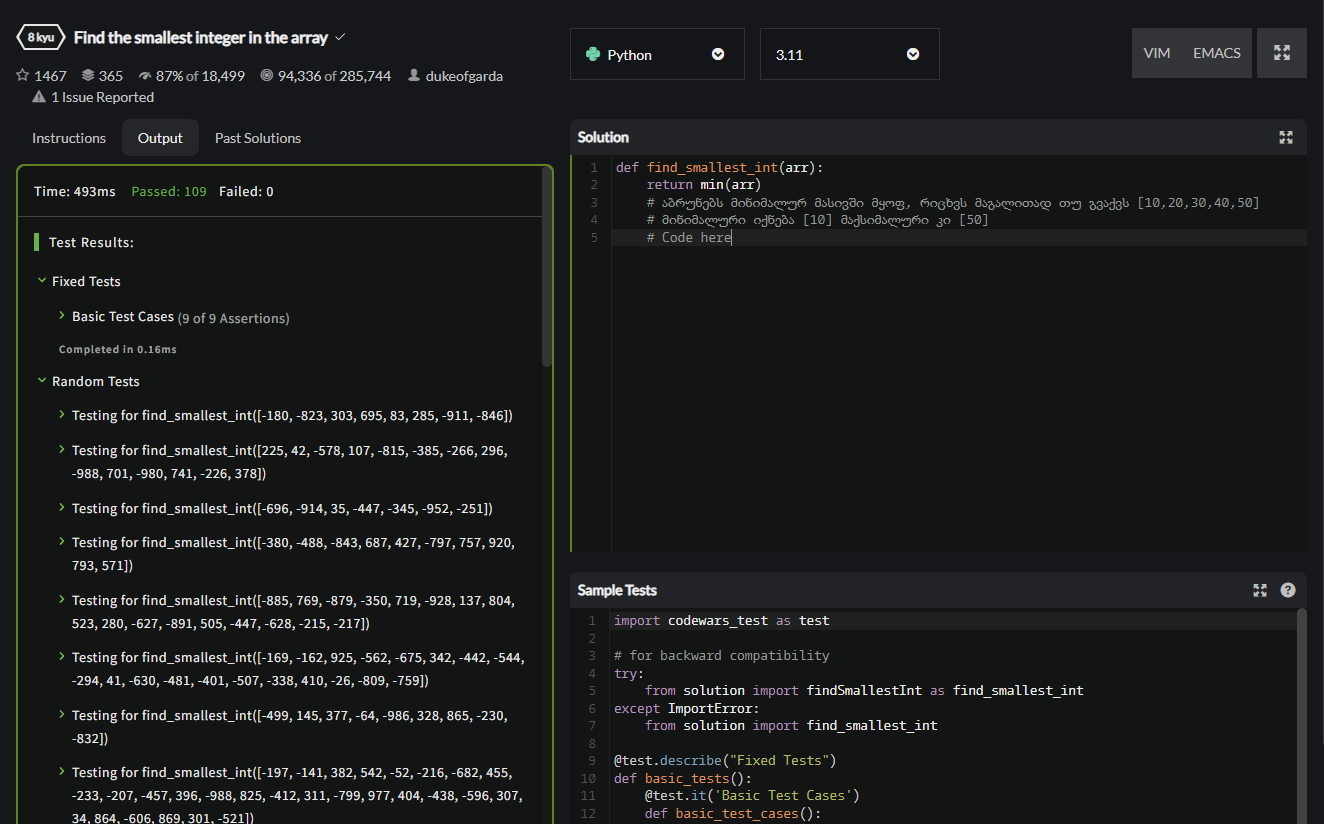 8 kyu Find the smallest integer in the array
1467 365 87% of 18,499 94,336 of 285,744 dukeofgarda
1 Issue Reported
Instructions Output Past Solutions
Time: 493ms Passed: 109 Failed: 0
Test Results:
Fixed Tests
Basic Test Cases (9 of 9 Assertions)
Completed in 0.16ms
Random Tests
Testing for find_smallest_int([-180, -823, 303, 695, 83, 285, -911, -846])
Testing for find_smallest_int([225, 42, -578, 107, -815, -385, -266, 296,
-988, 701, -980, 741, -226, 378])
Testing for find_smallest_int([-696, -914, 35, -447, -345, -952, -251])
Testing for find_smallest_int([-380, -488, -843, 687, 427, -797, 757, 920,
793, 571])
Testing for find_smallest_int([-885, 769, -879, -350, 719, -928, 137, 804,
523, 280, -627, -891, 505, -447, -628, -215, -217])
Testing for find_smallest_int([-169, -162, 925, -562, -675, 342, -442, -544,
-294, 41, -630, -481, -401, -507, -338, 410, -26, -809, -759])
Testing for find_smallest_int([-499, 145, 377, -64, -986, 328, 865, -230,
-832])
Testing for find_smallest_int([-197, -141, 382, 542, -52, -216, -682, 455,
-233, -207, -457, 396, -988, 825, -412, 311, -799, 977, 404, -438, -596, 307,
34, 864, -606, 869, 301, -521])
Python 3.11 VIM EMACS
Solution
1 def find_smallest_int(arr):
2 return min(arr)
3 # აბრუნებს მინიმალურ მასივში მყოფ, რიცხვს მაგალითად თუ გვაქვს [10,20,30,40,50]
4 # მინიმალური იქნება [10] მაქსიმალური კი [50]
5 # Code here
Sample Tests
1 import codewars_test as test
2
3 # for backward compatibility
4 try:
5 from solution import findSmallestInt as find_smallest_int
6 except ImportError:
7 from solution import find_smallest_int
8
9 @test.describe("Fixed Tests")
10 def basic_tests():
11 @test.it('Basic Test Cases')
12 def basic_test_cases():